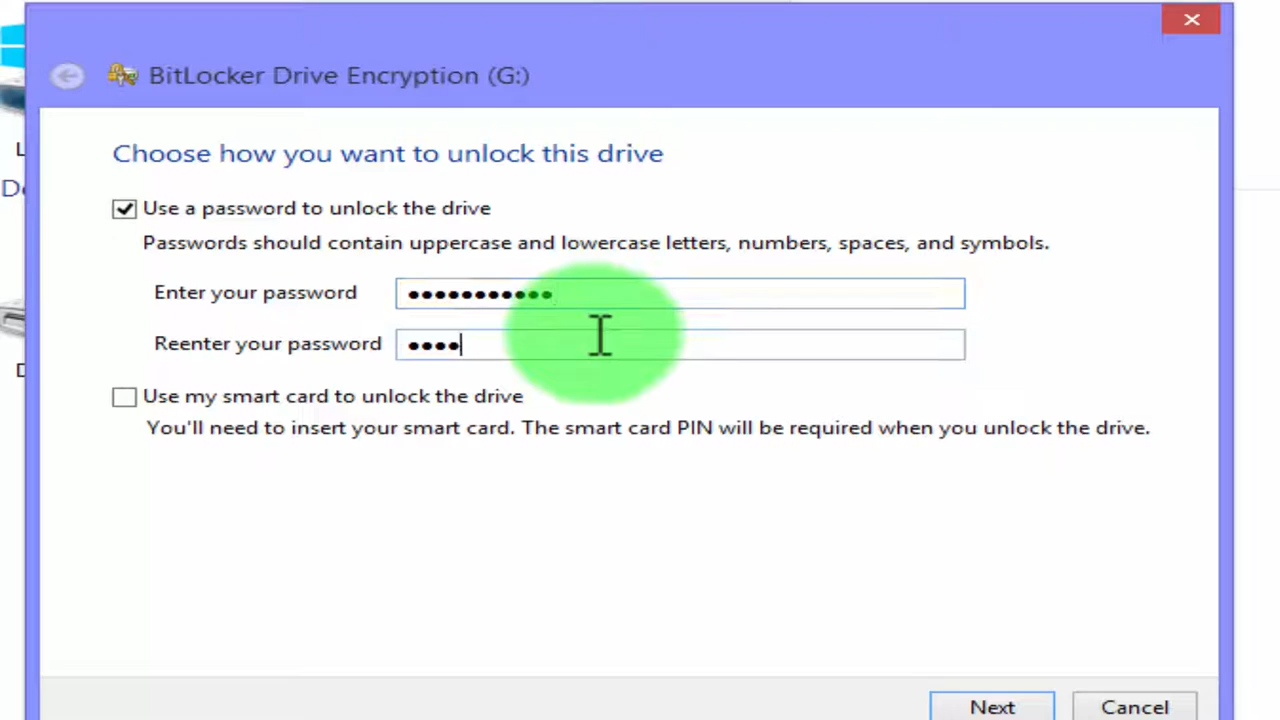 BitLocker Drive Encryption (G:)
Choose how you want to unlock this drive
Use a password to unlock the drive
Passwords should contain uppercase and lowercase letters, numbers, spaces, and symbols.
Enter your password ●●●●●●●●●●●
Reenter your password ●●●●
Use my smart card to unlock the drive
You'll need to insert your smart card. The smart card PIN will be required when you unlock the drive.
Next Cancel